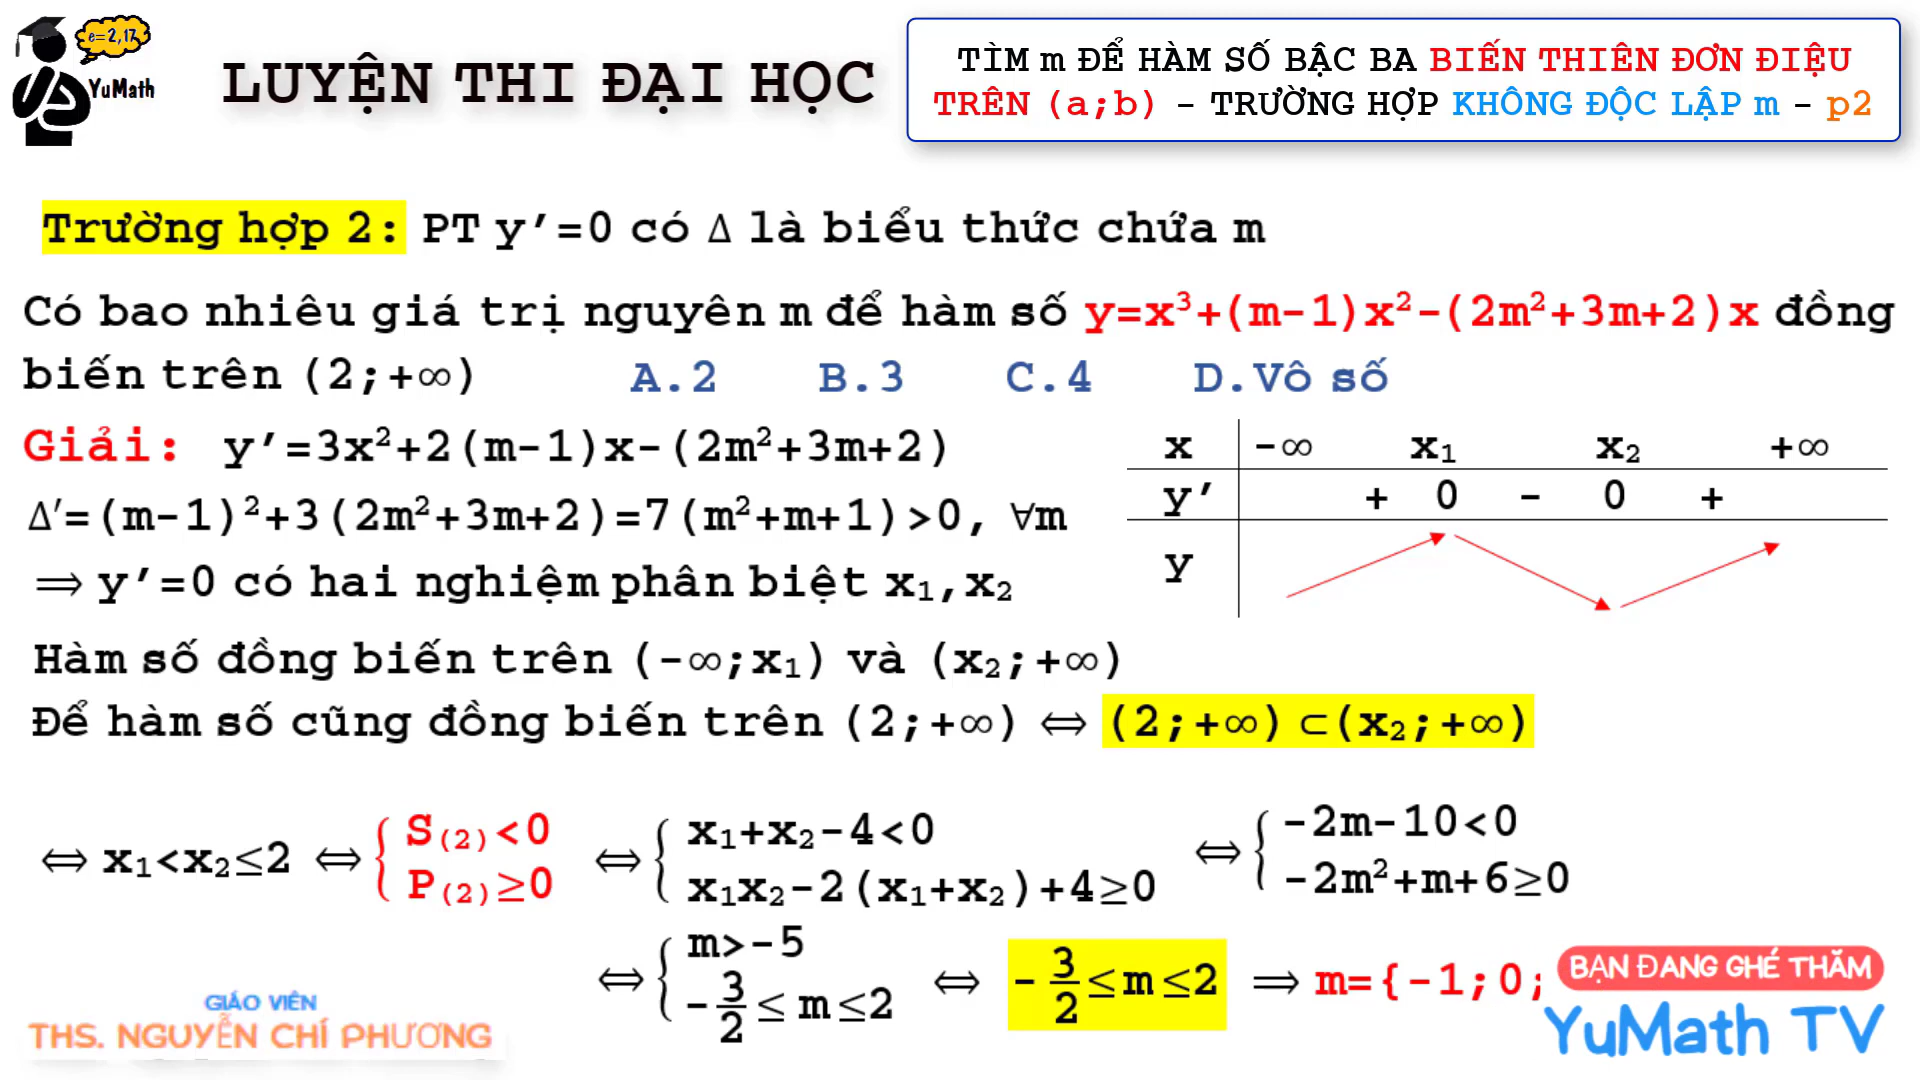 e=2,17
YuMath
LUYỆN THI ĐẠI HỌC
TÌM m ĐỂ HÀM SỐ BẬC BA BIẾN THIÊN ĐƠN ĐIỆU
TRÊN (a;b) - TRƯỜNG HỢP KHÔNG ĐỘC LẬP m - p2
Trường hợp 2: PT y'=0 có Δ là biểu thức chứa m
Có bao nhiêu giá trị nguyên m để hàm số y=x³+(m-1)x²-(2m²+3m+2)x đồng
biến trên (2;+∞) A.2 B.3 C.4 D.Vô số
Giải: y'=3x²+2(m-1)x-(2m²+3m+2)
Δ'=(m-1)²+3(2m²+3m+2)=7(m²+m+1)>0, ∀m
⟹ y'=0 có hai nghiệm phân biệt x₁,x₂
x -∞ x₁ x₂ +∞
y' + 0 - 0 +
y
Hàm số đồng biến trên (-∞;x₁) và (x₂;+∞)
Để hàm số cũng đồng biến trên (2;+∞) ⟺ (2;+∞)⊂(x₂;+∞)
⟺ x₁<x₂≤2 ⟺ { S₍₂₎<0 P₍₂₎≥0 ⟺ { x₁+x₂-4<0 x₁x₂-2(x₁+x₂)+4≥0 ⟺ { -2m-10<0 -2m²+m+6≥0
⟺ { m>-5 -3/2 ≤ m ≤2 ⟺ -3/2 ≤m≤2 ⟹ m={-1;0;
GIÁO VIÊN
THS. NGUYỄN CHÍ PHƯƠNG
BẠN ĐANG GHÉ THĂM
YuMath TV